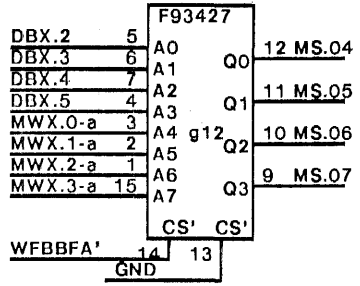 F93427
DBX.2 5 A0
DBX.3 6 A1 Q0 12 MS.04
DBX.4 7 A2
DBX.5 4 A3 Q1 11 MS.05
MWX.0-a 3 A4 g12
MWX.1-a 2 A5 Q2 10 MS.06
MWX.2-a 1 A6
MWX.3-a 15 A7 Q3 9 MS.07
CS' CS'
WFBBFA' 14 13
GND